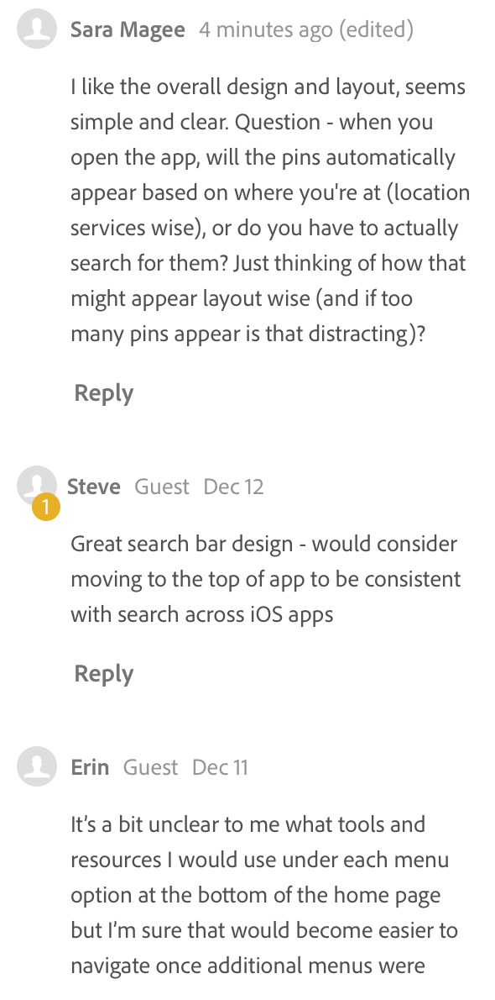 Sara Magee 4 minutes ago (edited)
I like the overall design and layout, seems
simple and clear. Question - when you
open the app, will the pins automatically
appear based on where you're at (location
services wise), or do you have to actually
search for them? Just thinking of how that
might appear layout wise (and if too
many pins appear is that distracting)?
Reply
Steve Guest Dec 12
1
Great search bar design - would consider
moving to the top of app to be consistent
with search across iOS apps
Reply
Erin Guest Dec 11
It’s a bit unclear to me what tools and
resources I would use under each menu
option at the bottom of the home page
but I’m sure that would become easier to
navigate once additional menus were